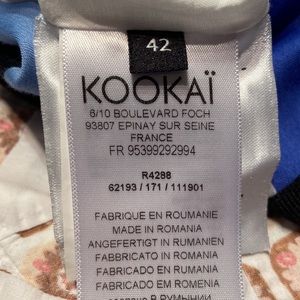 42
KOOKAÏ
6/10 BOULEVARD FOCH
93807 EPINAY SUR SEINE
FRANCE
FR 95399292994
R4288
62193 / 171 / 111901
FABRIQUE EN ROUMANIE
MADE IN ROMANIA
ANGEFERTIGT IN RUMÄNIEN
FABBRICATO IN ROMANIA
FABRICADO EN RUMANIA
FABRICADO EM ROMENIA
В РУМЫНИИ